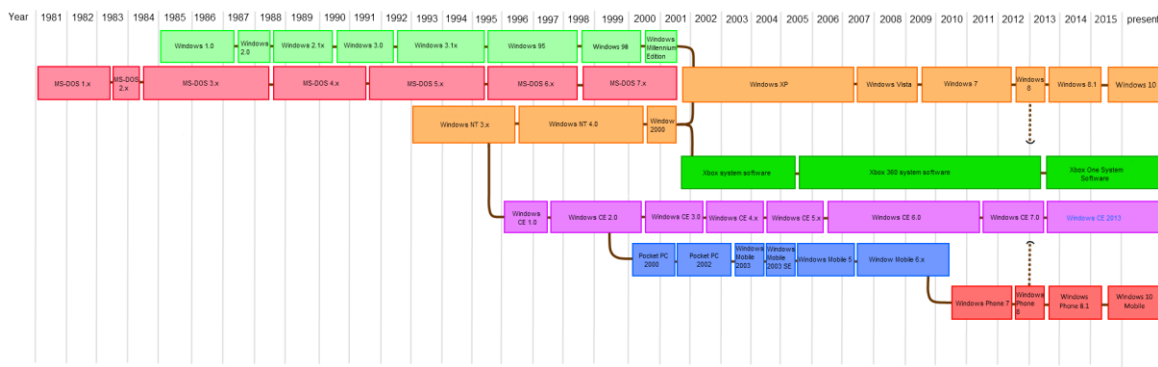 Year 1981 1982 1983 1984 1985 1986 1987 1988 1989 1990 1991 1992 1993 1994 1995 1996 1997 1998 1999 2000 2001 2002 2003 2004 2005 2006 2007 2008 2009 2010 2011 2012 2013 2014 2015 present
Windows 1.0
Windows
2.0
Windows 2.1x
Windows 3.0
Windows 3.1x
Windows 95
Windows 98
Windows
Millennium
Edition
MS-DOS 1.x
MS-DOS
2.x
MS-DOS 3.x
MS-DOS 4.x
MS-DOS 5.x
MS-DOS 6.x
MS-DOS 7.x
Windows XP
Windows Vista
Windows 7
Windows
8
Windows 8.1
Windows 10
Windows NT 3.x
Windows NT 4.0
Window
2000
Xbox system software
Xbox 360 system software
Xbox One System
Software
Windows
CE 1.0
Windows CE 2.0
Windows CE 3.0
Windows CE 4.x
Windows CE 5.x
Windows CE 6.0
Windows CE 7.0
Windows CE 2013
Pocket PC
2000
Pocket PC
2002
Windows
Mobile
2003
Windows
Mobile
2003 SE
Windows Mobile 5
Window Mobile 6.x
Windows Phone 7
Windows
Phone
8
Windows
Phone 8.1
Windows 10
Mobile